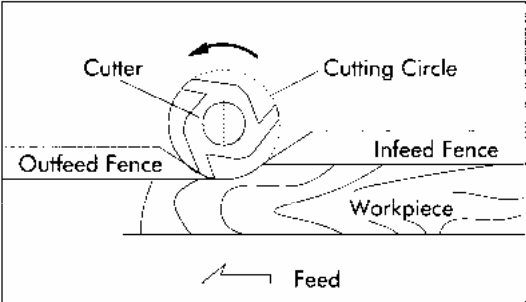 Cutter
Cutting Circle
Outfeed Fence
Infeed Fence
Workpiece
Feed